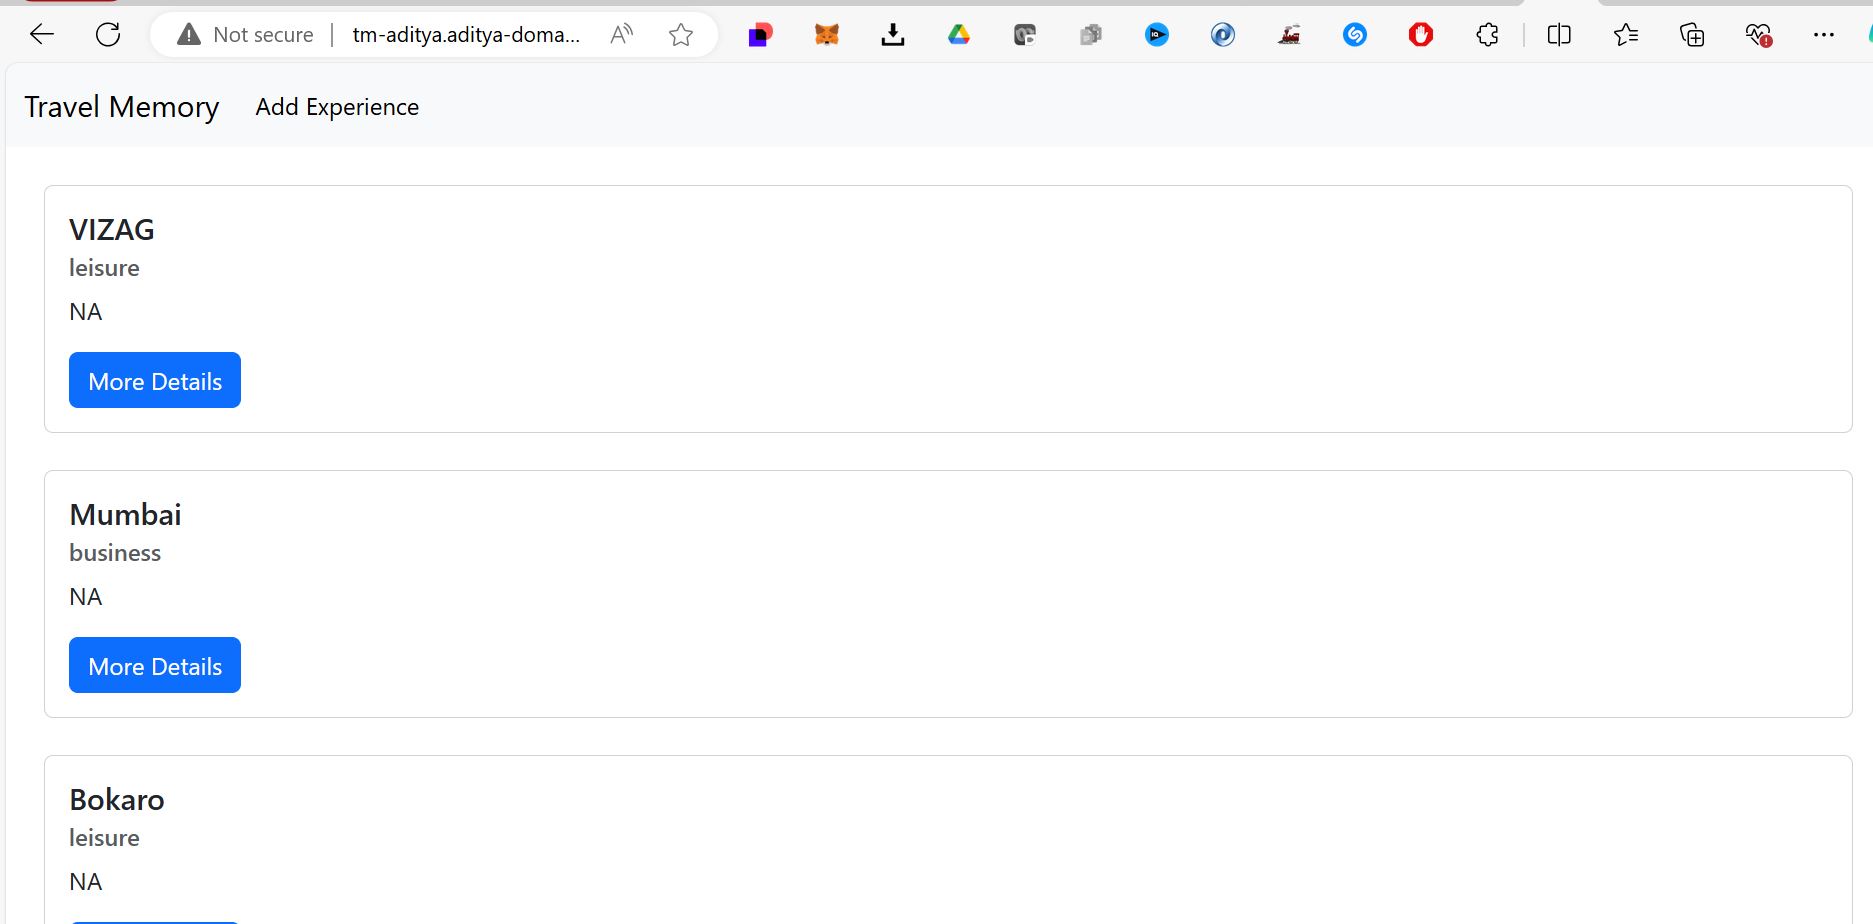 Not secure
tm-aditya.aditya-doma...
Travel Memory Add Experience
VIZAG
leisure
NA
More Details
Mumbai
business
NA
More Details
Bokaro
leisure
NA